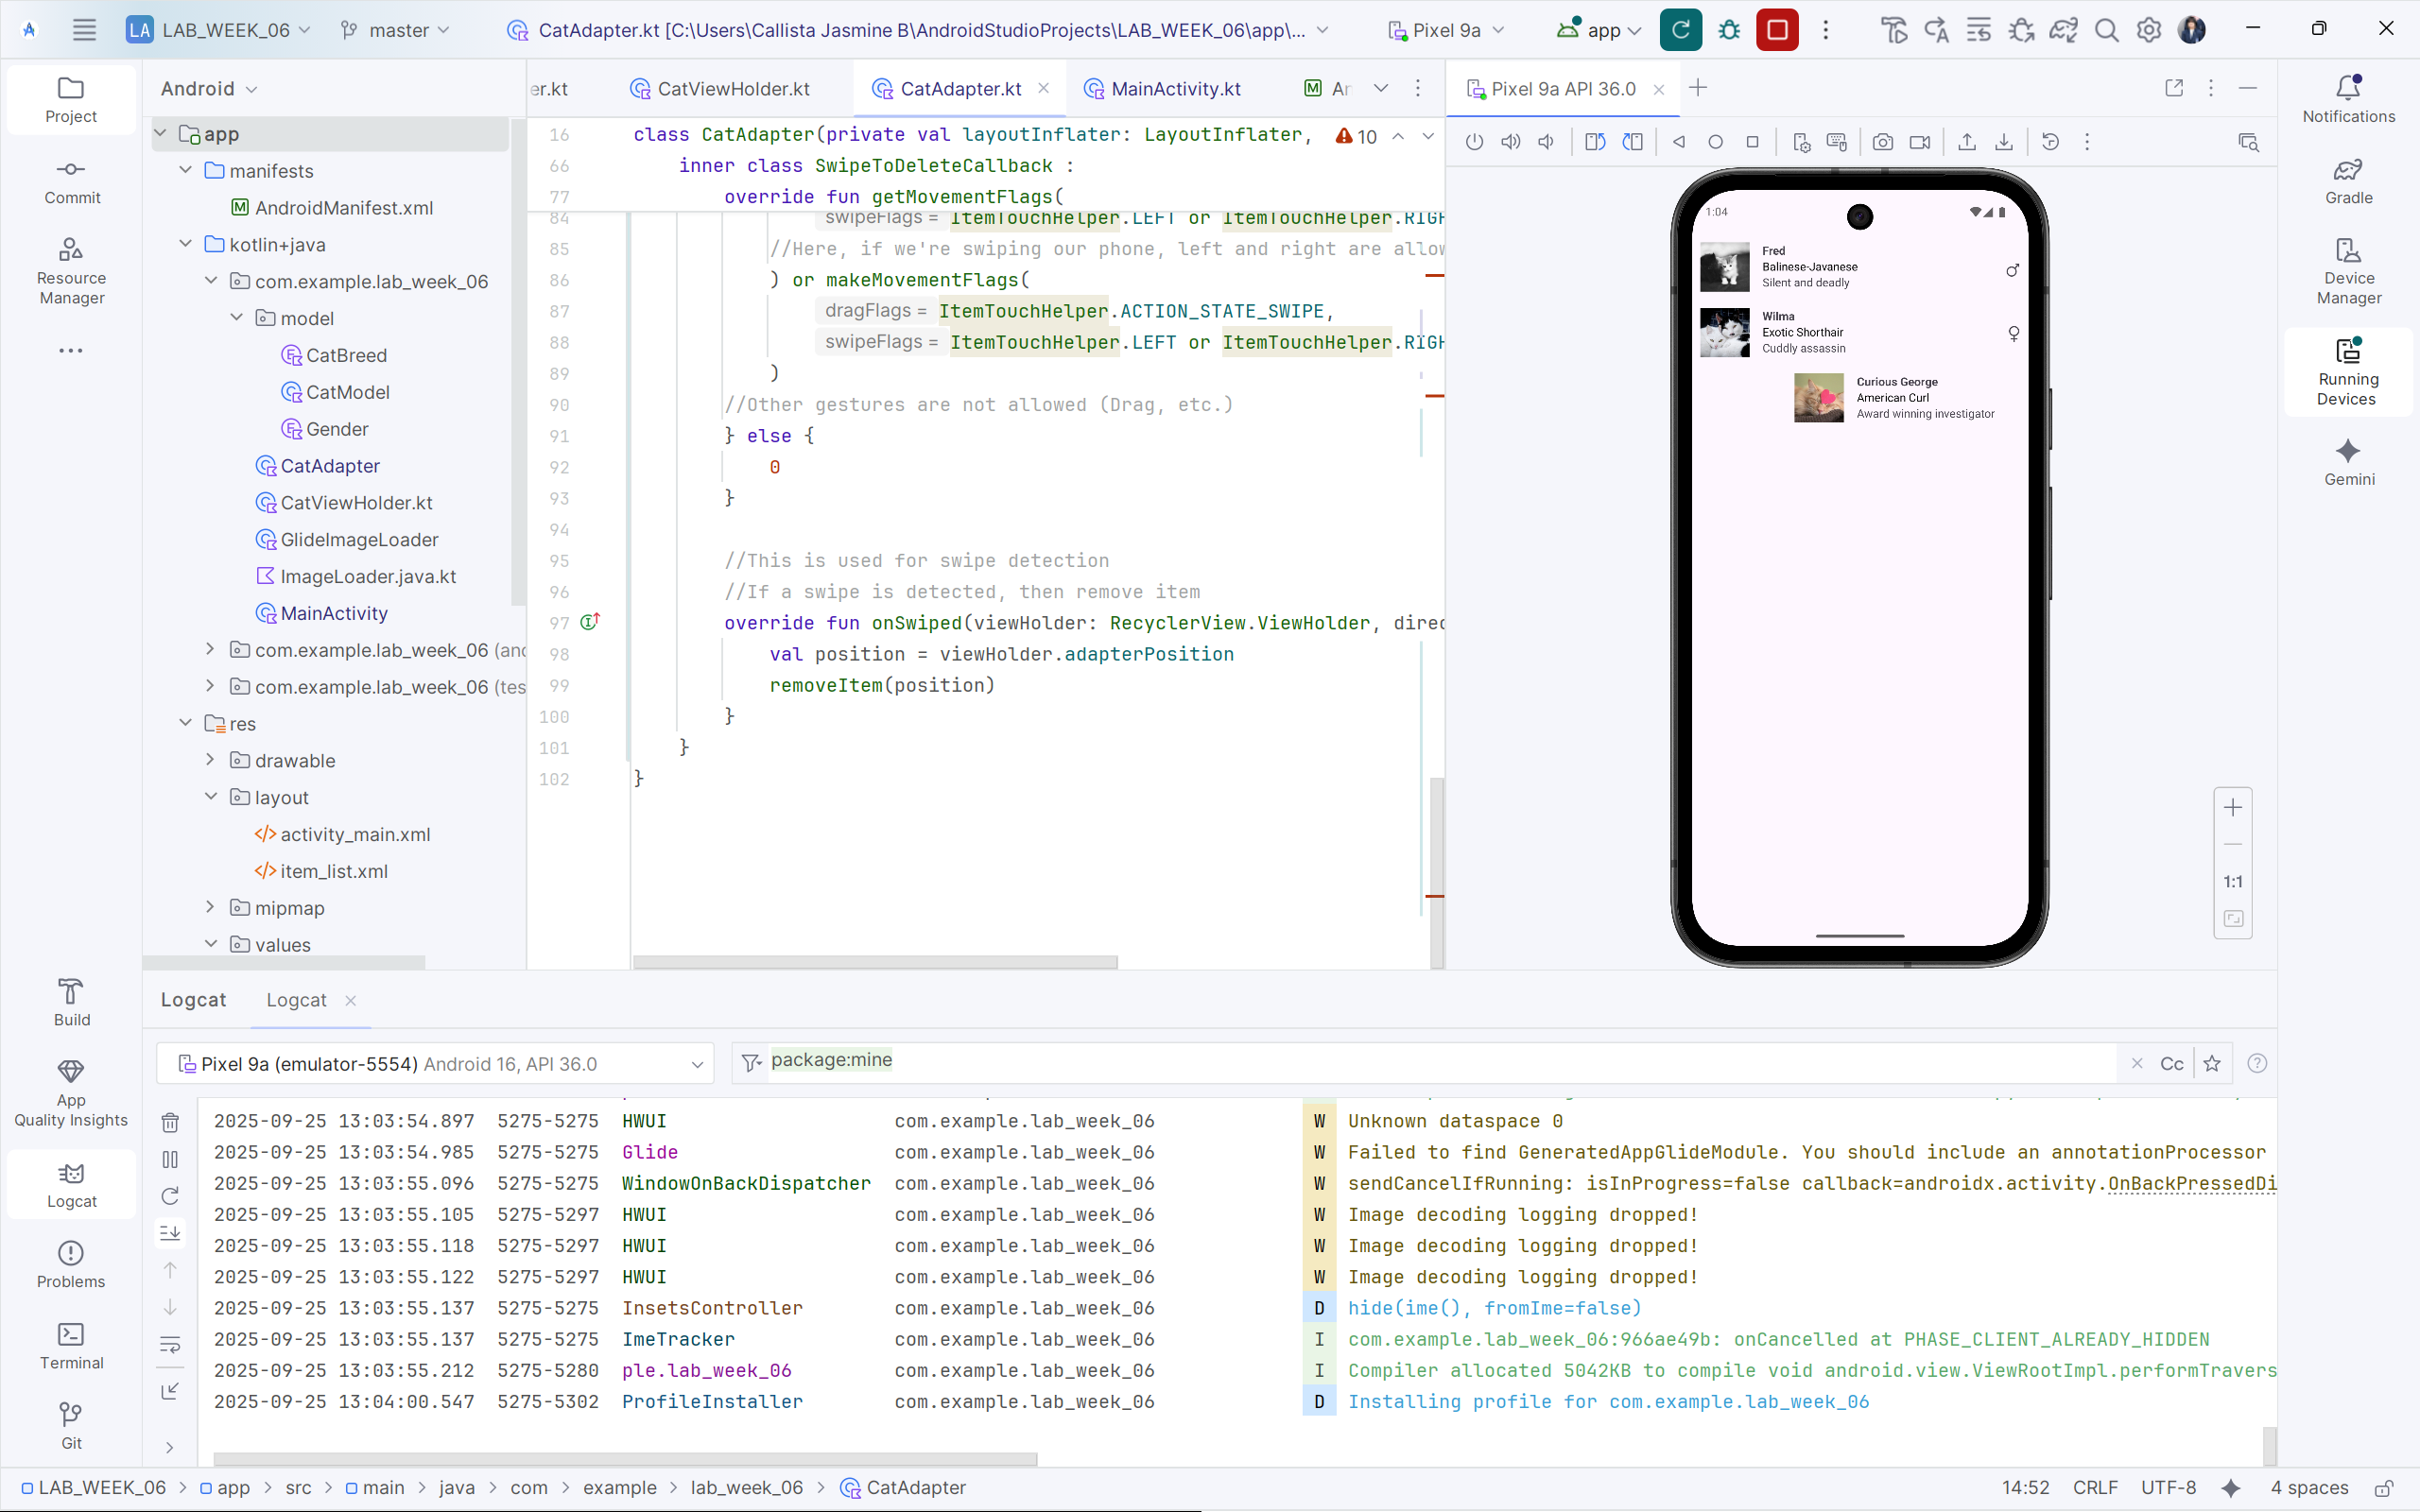 LA LAB_WEEK_06 master CatAdapter.kt [C:\Users\Callista Jasmine B\AndroidStudioProjects\LAB_WEEK_06\app\... Pixel 9a app
Project
Commit
Resource
Manager
Android
app
manifests
AndroidManifest.xml
kotlin+java
com.example.lab_week_06
model
CatBreed
CatModel
Gender
CatAdapter
CatViewHolder.kt
GlideImageLoader
ImageLoader.java.kt
MainActivity
com.example.lab_week_06 (and
com.example.lab_week_06 (tes
res
drawable
layout
activity_main.xml
item_list.xml
mipmap
values
er.kt CatViewHolder.kt CatAdapter.kt MainActivity.kt An
16 class CatAdapter(private val layoutInflater: LayoutInflater, 10
66 inner class SwipeToDeleteCallback :
77 override fun getMovementFlags(
84 swipeFlags = ItemTouchHelper.LEFT or ItemTouchHelper.RIGH
85 //Here, if we're swiping our phone, left and right are allow
86 ) or makeMovementFlags(
87 dragFlags = ItemTouchHelper.ACTION_STATE_SWIPE,
88 swipeFlags = ItemTouchHelper.LEFT or ItemTouchHelper.RIGH
89 )
90 //Other gestures are not allowed (Drag, etc.)
91 } else {
92 0
93 }
94
95 //This is used for swipe detection
96 //If a swipe is detected, then remove item
97 override fun onSwiped(viewHolder: RecyclerView.ViewHolder, direc
98 val position = viewHolder.adapterPosition
99 removeItem(position)
100 }
101 }
102 }
Pixel 9a API 36.0
1:04
Fred
Balinese-Javanese
Silent and deadly
♂
Wilma
Exotic Shorthair
Cuddly assassin
♀
Curious George
American Curl
Award winning investigator
1:1
Notifications
Gradle
Device
Manager
Running
Devices
Gemini
Build
App
Quality Insights
Logcat
Problems
Terminal
Git
Logcat Logcat
Pixel 9a (emulator-5554) Android 16, API 36.0 package:mine Cc
2025-09-25 13:03:54.897 5275-5275 HWUI com.example.lab_week_06 W Unknown dataspace 0
2025-09-25 13:03:54.985 5275-5275 Glide com.example.lab_week_06 W Failed to find GeneratedAppGlideModule. You should include an annotationProcessor
2025-09-25 13:03:55.096 5275-5275 WindowOnBackDispatcher com.example.lab_week_06 W sendCancelIfRunning: isInProgress=false callback=androidx.activity.OnBackPressedDi
2025-09-25 13:03:55.105 5275-5297 HWUI com.example.lab_week_06 W Image decoding logging dropped!
2025-09-25 13:03:55.118 5275-5297 HWUI com.example.lab_week_06 W Image decoding logging dropped!
2025-09-25 13:03:55.122 5275-5297 HWUI com.example.lab_week_06 W Image decoding logging dropped!
2025-09-25 13:03:55.137 5275-5275 InsetsController com.example.lab_week_06 D hide(ime(), fromIme=false)
2025-09-25 13:03:55.137 5275-5275 ImeTracker com.example.lab_week_06 I com.example.lab_week_06:966ae49b: onCancelled at PHASE_CLIENT_ALREADY_HIDDEN
2025-09-25 13:03:55.212 5275-5280 ple.lab_week_06 com.example.lab_week_06 I Compiler allocated 5042KB to compile void android.view.ViewRootImpl.performTravers
2025-09-25 13:04:00.547 5275-5302 ProfileInstaller com.example.lab_week_06 D Installing profile for com.example.lab_week_06
LAB_WEEK_06 > app > src > main > java > com > example > lab_week_06 > CatAdapter 14:52 CRLF UTF-8 4 spaces